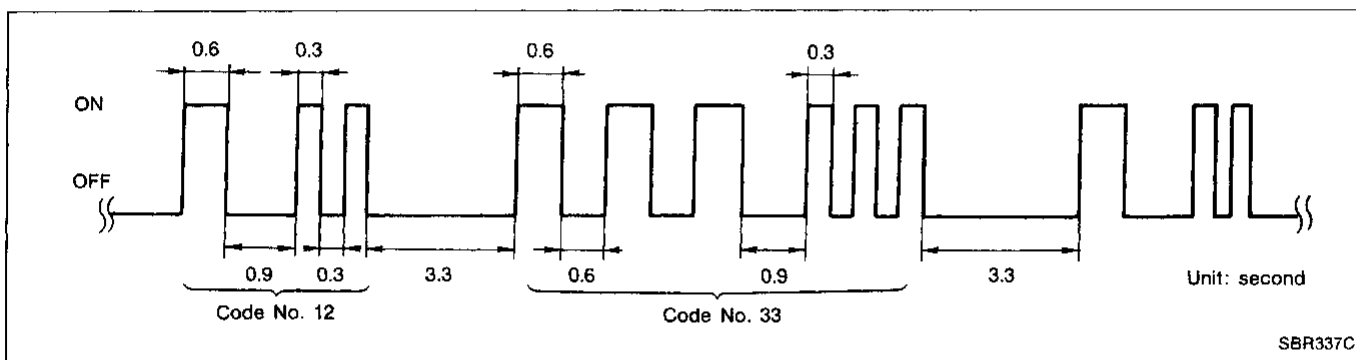 0.6 0.3 0.6 0.3
ON
OFF
0.9 0.3 3.3 0.6 0.9 3.3 Unit: second
Code No. 12 Code No. 33
SBR337C